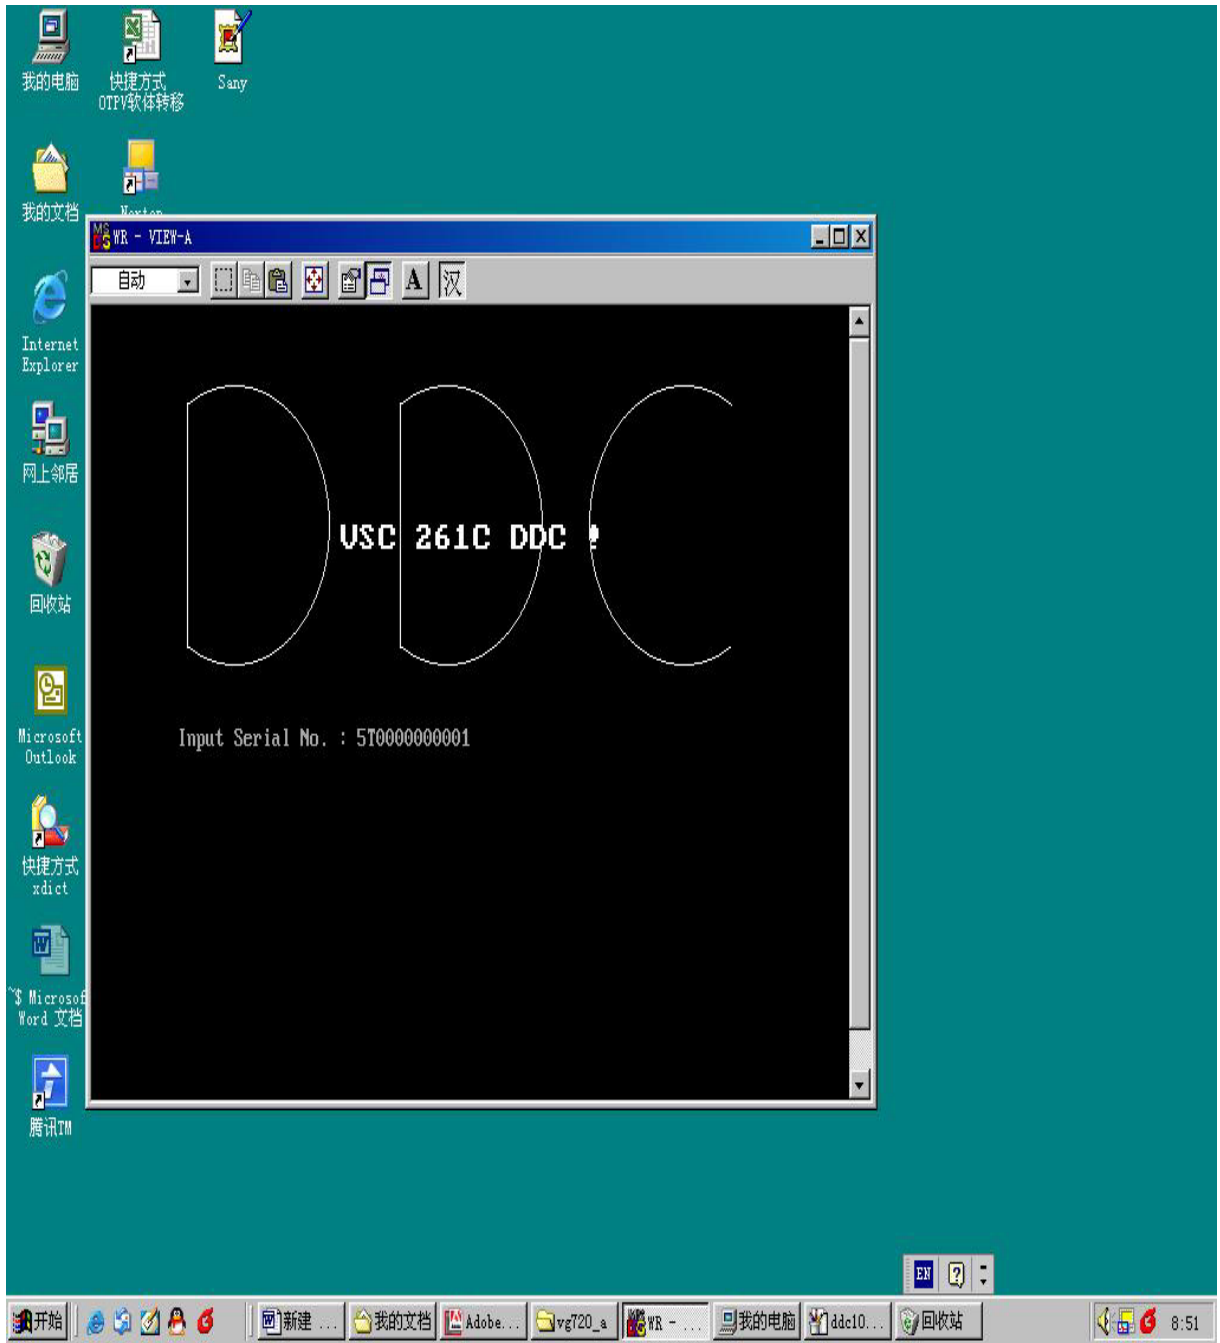 我的电脑
快捷方式
OTPV软体转移
Sany
我的文档
Norton
WR - VIEW-A
自动
A
汉
Internet
Explorer
网上邻居
DDC
VSC 261C DDC !
回收站
Microsoft
Outlook
Input Serial No. : 5T0000000001
快捷方式
xdict
~$ Microsof
Word 文档
腾讯TM
EN
开始
新建 ...
我的文档
Adobe...
vg720_a
WR - ...
我的电脑
ddc10...
回收站
8:51